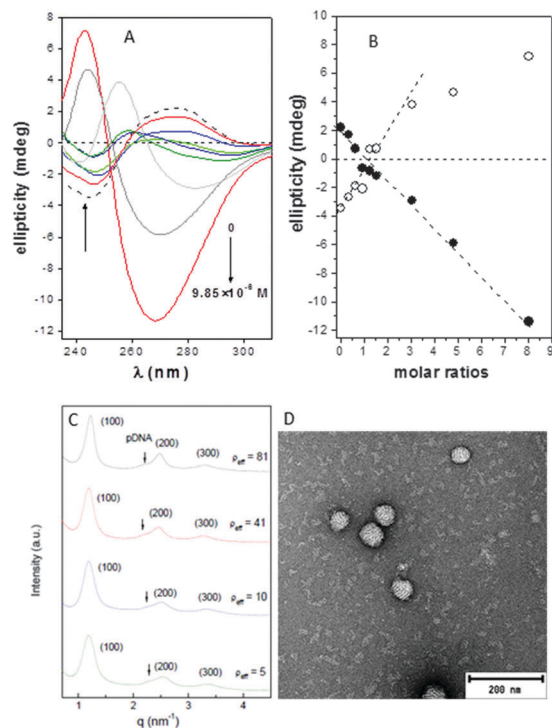 A
8
6
4
2
0
-2
-4
-6
-8
-10
-12
ellipticity (mdeg)
0
9.85×10⁻⁶ M
240 260 280 300
λ (nm)
B
10
8
6
4
2
0
-2
-4
-6
-8
-10
-12
ellipticity (mdeg)
0 1 2 3 4 5 6 7 8 9
molar ratios
C
(100)
pDNA
(200)
(300)
ρeff = 81
(100)
(200)
(300)
ρeff = 41
(100)
(200)
(300)
ρeff = 10
(100)
(200)
(300)
ρeff = 5
Intensity (a.u.)
1 2 3 4
q (nm⁻¹)
D
200 nm